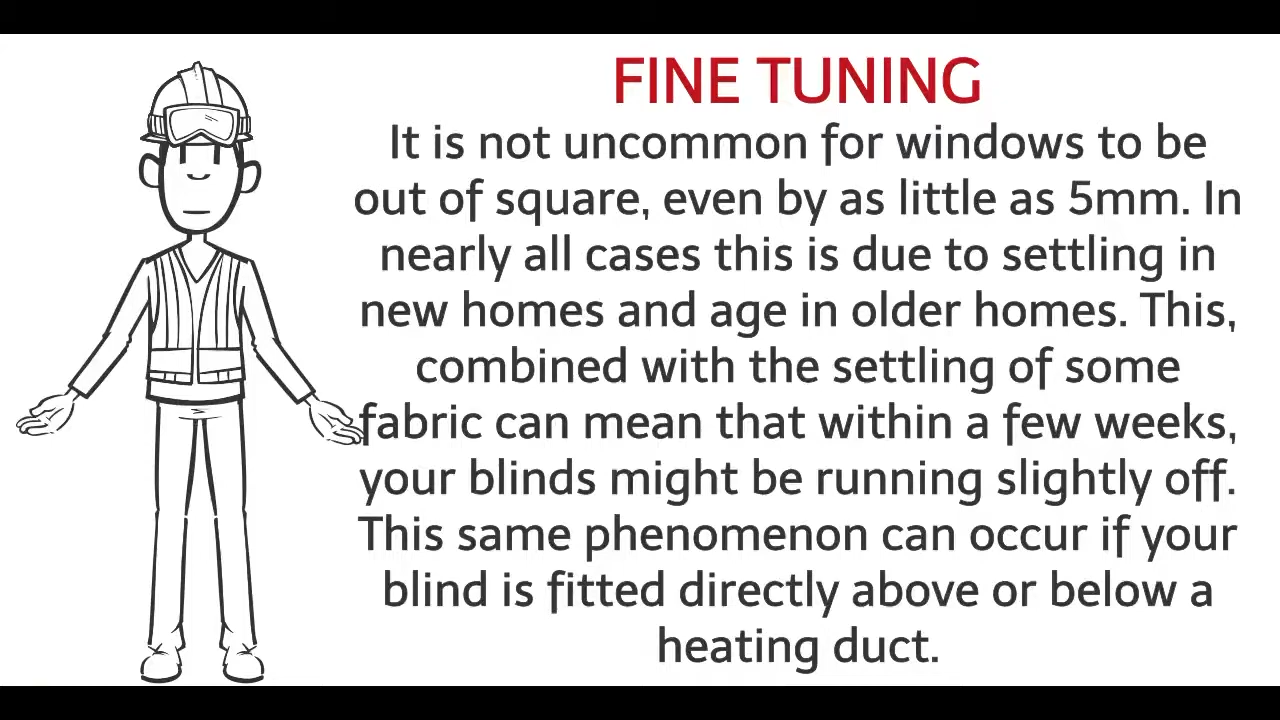 FINE TUNING
It is not uncommon for windows to be
out of square, even by as little as 5mm. In
nearly all cases this is due to settling in
new homes and age in older homes. This,
combined with the settling of some
fabric can mean that within a few weeks,
your blinds might be running slightly off.
This same phenomenon can occur if your
blind is fitted directly above or below a
heating duct.